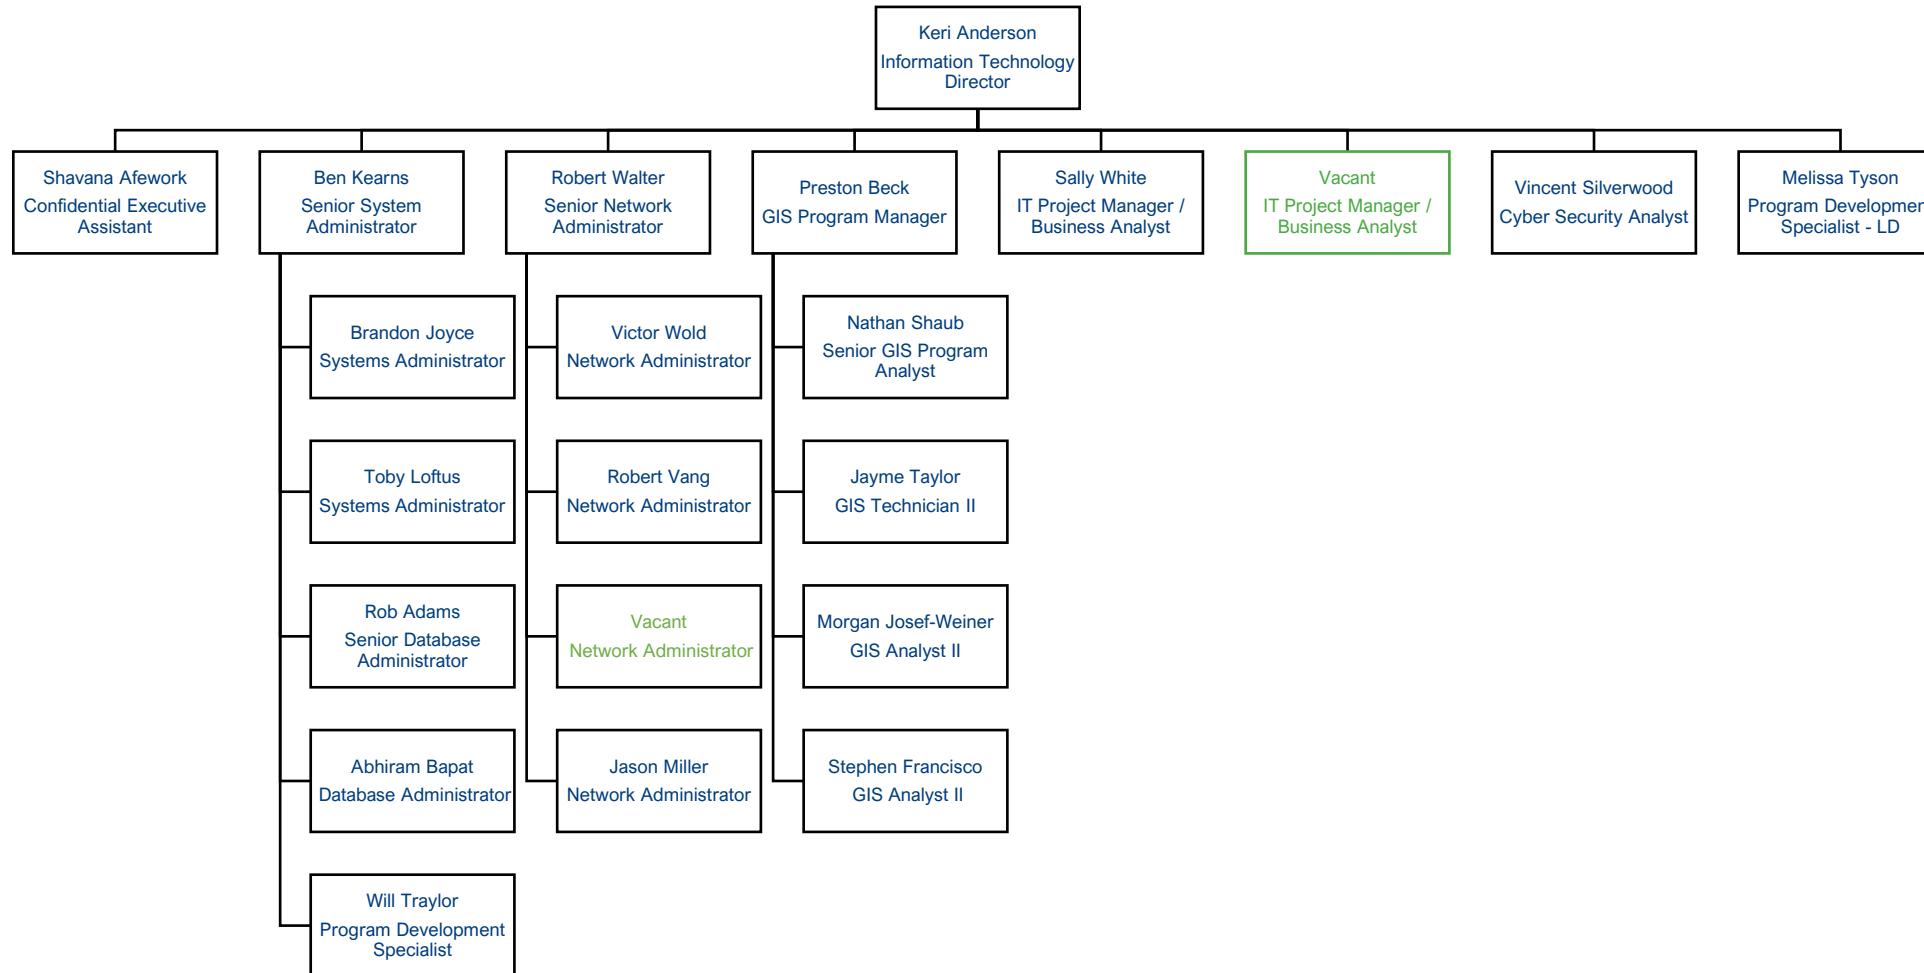 Keri Anderson
Information Technology
Director
Shavana Afework
Confidential Executive
Assistant
Ben Kearns
Senior System
Administrator
Robert Walter
Senior Network
Administrator
Preston Beck
GIS Program Manager
Sally White
IT Project Manager /
Business Analyst
Vacant
IT Project Manager /
Business Analyst
Vincent Silverwood
Cyber Security Analyst
Melissa Tyson
Program Development
Specialist - LD
Brandon Joyce
Systems Administrator
Toby Loftus
Systems Administrator
Rob Adams
Senior Database
Administrator
Abhiram Bapat
Database Administrator
Will Traylor
Program Development
Specialist
Victor Wold
Network Administrator
Robert Vang
Network Administrator
Vacant
Network Administrator
Jason Miller
Network Administrator
Nathan Shaub
Senior GIS Program
Analyst
Jayme Taylor
GIS Technician II
Morgan Josef-Weiner
GIS Analyst II
Stephen Francisco
GIS Analyst II